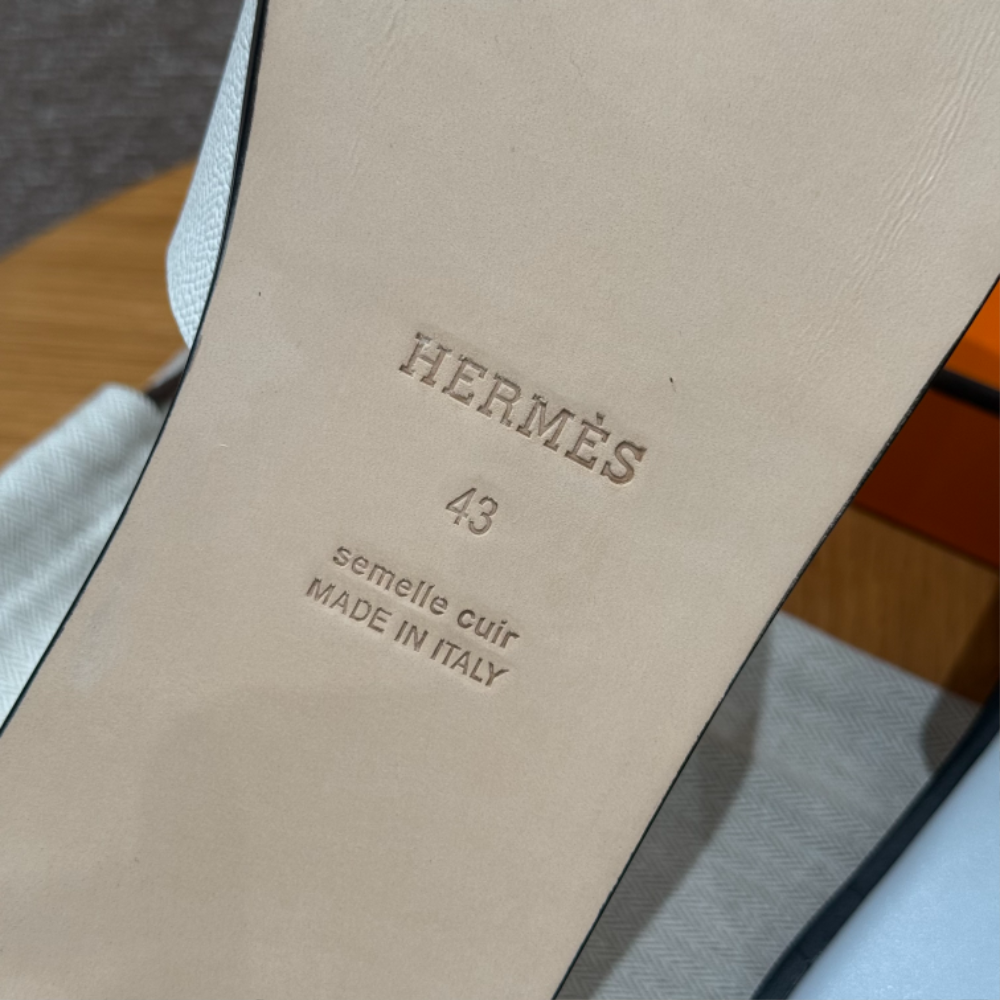 HERMÈS
43
semelle cuir
MADE IN ITALY